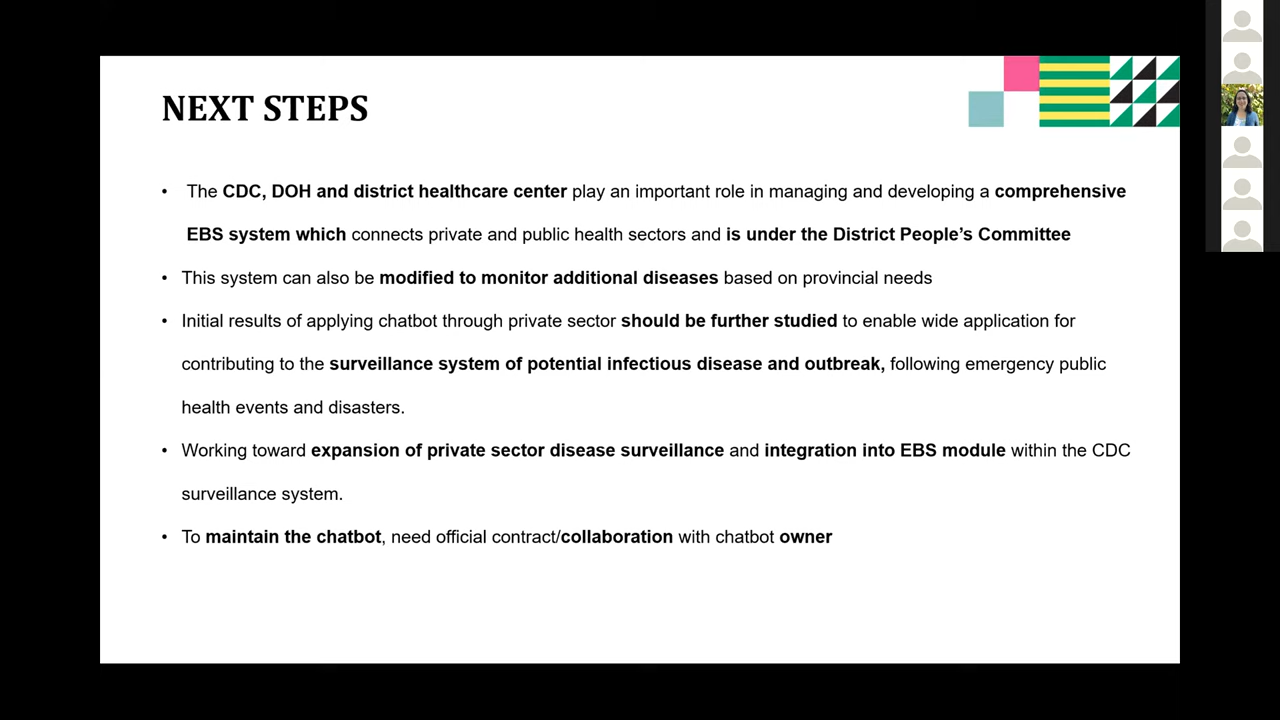 NEXT STEPS
• The CDC, DOH and district healthcare center play an important role in managing and developing a comprehensive
EBS system which connects private and public health sectors and is under the District People's Committee
• This system can also be modified to monitor additional diseases based on provincial needs
• Initial results of applying chatbot through private sector should be further studied to enable wide application for
contributing to the surveillance system of potential infectious disease and outbreak, following emergency public
health events and disasters.
• Working toward expansion of private sector disease surveillance and integration into EBS module within the CDC
surveillance system.
• To maintain the chatbot, need official contract/collaboration with chatbot owner